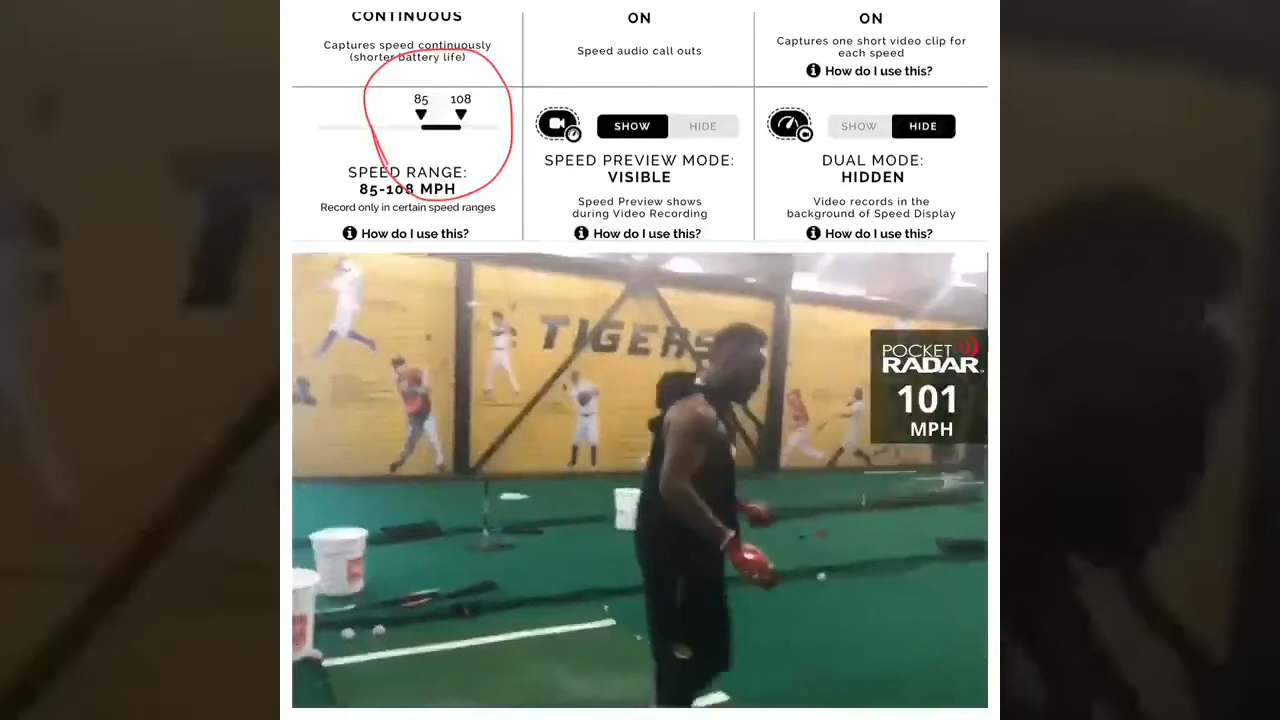 CONTINUOUS
Captures speed continuously
(shorter battery life)
ON
Speed audio call outs
ON
Captures one short video clip for
each speed
How do I use this?
85 108
SPEED RANGE:
85-108 MPH
Record only in certain speed ranges
How do I use this?
SHOW HIDE
SPEED PREVIEW MODE:
VISIBLE
Speed Preview shows
during Video Recording
How do I use this?
SHOW HIDE
DUAL MODE:
HIDDEN
Video records in the
background of Speed Display
How do I use this?
TIGERS
POCKET
RADAR
101
MPH